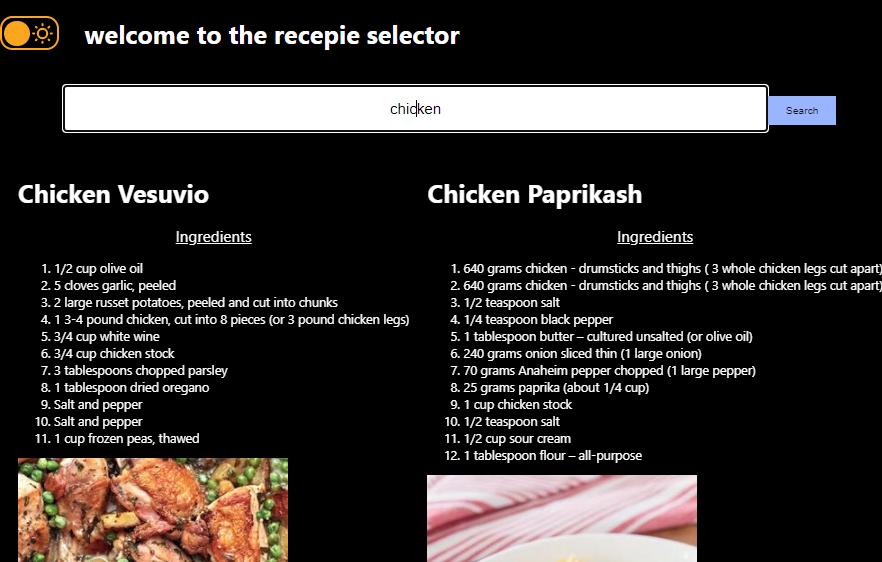 welcome to the recepie selector
chicken
Search
Chicken Vesuvio
Ingredients
1. 1/2 cup olive oil
2. 5 cloves garlic, peeled
3. 2 large russet potatoes, peeled and cut into chunks
4. 1 3-4 pound chicken, cut into 8 pieces (or 3 pound chicken legs)
5. 3/4 cup white wine
6. 3/4 cup chicken stock
7. 3 tablespoons chopped parsley
8. 1 tablespoon dried oregano
9. Salt and pepper
10. Salt and pepper
11. 1 cup frozen peas, thawed
Chicken Paprikash
Ingredients
1. 640 grams chicken - drumsticks and thighs ( 3 whole chicken legs cut apart)
2. 640 grams chicken - drumsticks and thighs ( 3 whole chicken legs cut apart)
3. 1/2 teaspoon salt
4. 1/4 teaspoon black pepper
5. 1 tablespoon butter – cultured unsalted (or olive oil)
6. 240 grams onion sliced thin (1 large onion)
7. 70 grams Anaheim pepper chopped (1 large pepper)
8. 25 grams paprika (about 1/4 cup)
9. 1 cup chicken stock
10. 1/2 teaspoon salt
11. 1/2 cup sour cream
12. 1 tablespoon flour – all-purpose